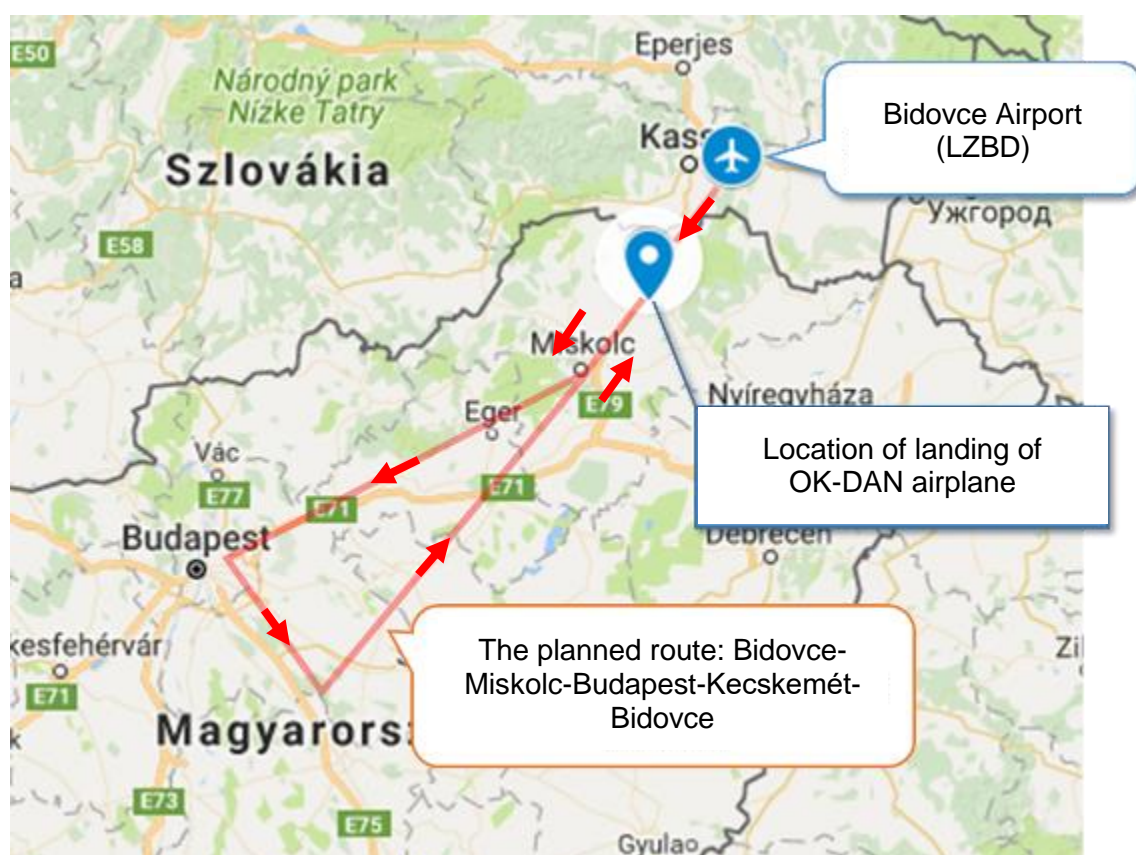 E50
Eperjes
Národný park
Nízke Tatry
Bidovce Airport
(LZBD)
Kass
Szlovákia
Ужгород
E58
a
Miskolc
Nyíregyháza
E79
Eger
Location of landing of
OK-DAN airplane
Vác
E77
E71
E71
Budapest
Debrecen
kesfehérvár
The planned route: Bidovce-
Miskolc-Budapest-Kecskemét-
Bidovce
Zi
E71
Magyarors
k
E73
E75
Gyula